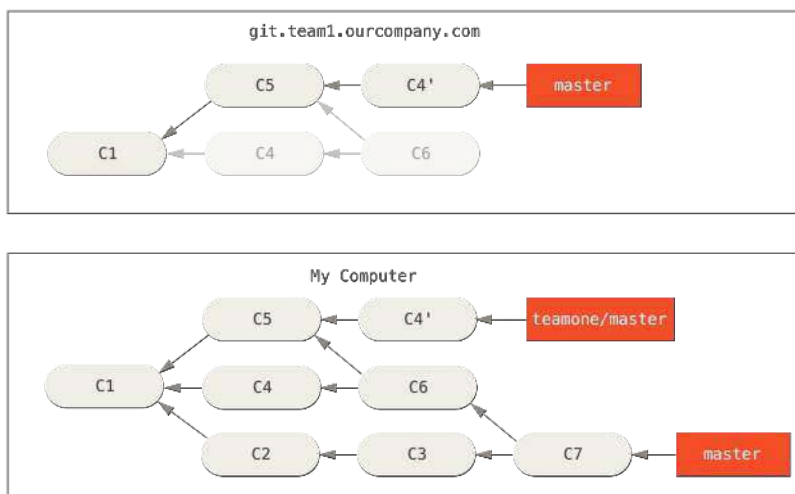 git.team1.ourcompany.com
C5 C4' master
C1 C4 C6
My Computer
C5 C4' teamone/master
C1 C4 C6
C2 C3 C7 master